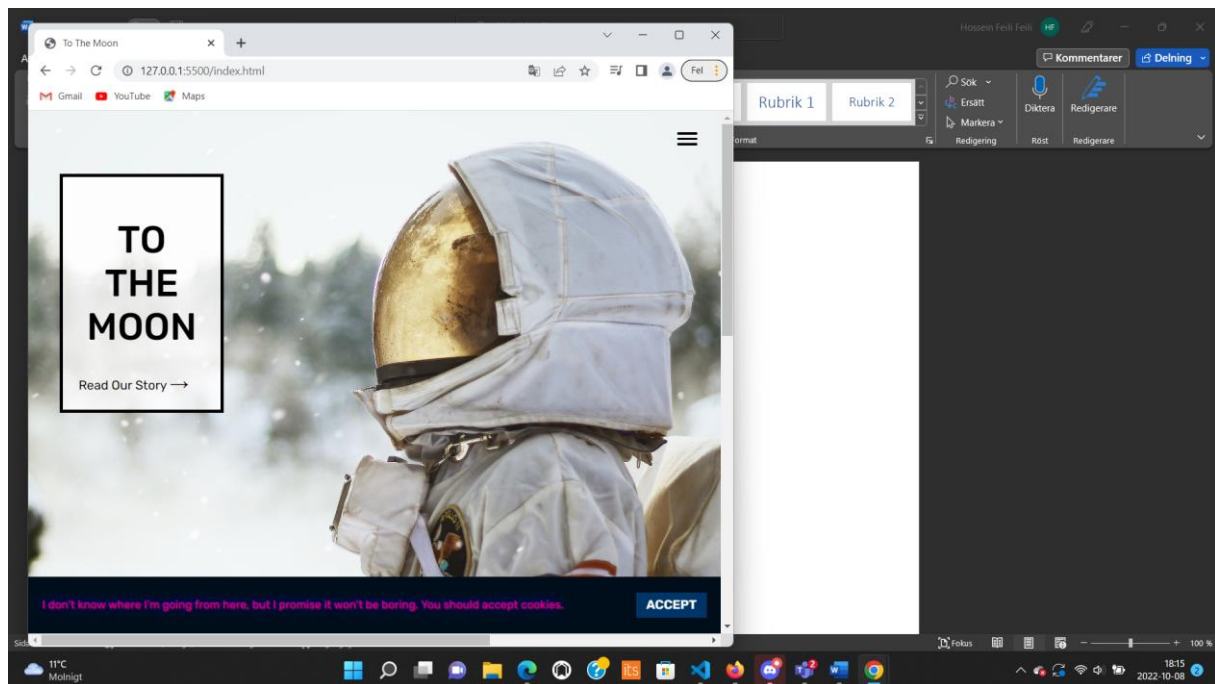 Hossein Feili Feili HF
To The Moon
127.0.0.1:5500/index.html
Fel
Gmail YouTube Maps
Kommentarer Delning
Rubrik 1 Rubrik 2
Sök
Ersätt
Markera
Diktera Redigerare
Redigering Röst Redigerare
TO
THE
MOON
Read Our Story →
I don't know where I'm going from here, but I promise it won't be boring. You should accept cookies.
ACCEPT
Fokus 100 %
11°C
Molnigt
its
18:15
2022-10-08
2